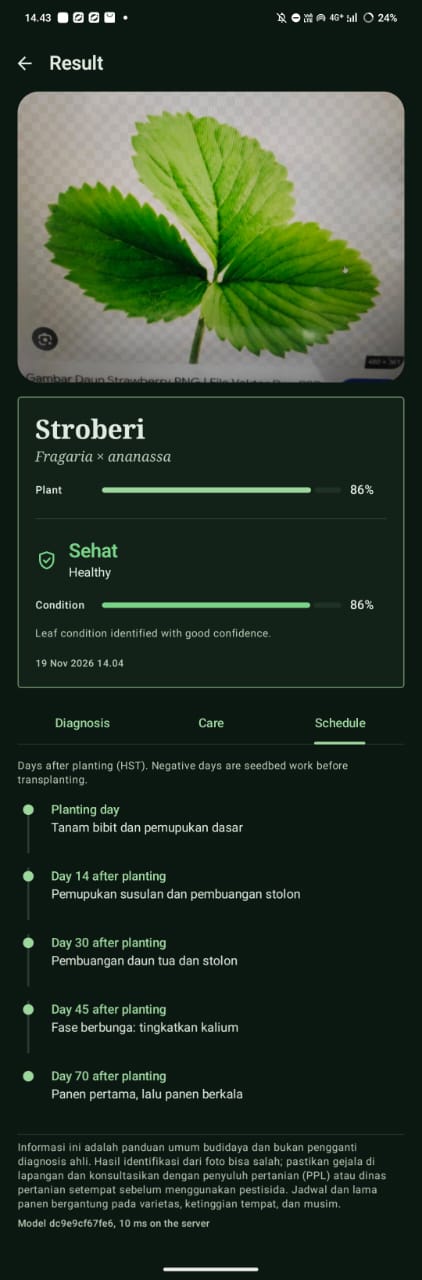 14.43
4G+
24%
Result
480 × 361
Gambar Daun Strawberry PNG | File Vektor
Stroberi
Fragaria × ananassa
Plant 86%
Sehat
Healthy
Condition 86%
Leaf condition identified with good confidence.
19 Nov 2026 14.04
Diagnosis Care Schedule
Days after planting (HST). Negative days are seedbed work before
transplanting.
Planting day
Tanam bibit dan pemupukan dasar
Day 14 after planting
Pemupukan susulan dan pembuangan stolon
Day 30 after planting
Pembuangan daun tua dan stolon
Day 45 after planting
Fase berbunga: tingkatkan kalium
Day 70 after planting
Panen pertama, lalu panen berkala
Informasi ini adalah panduan umum budidaya dan bukan pengganti
diagnosis ahli. Hasil identifikasi dari foto bisa salah; pastikan gejala di
lapangan dan konsultasikan dengan penyuluh pertanian (PPL) atau dinas
pertanian setempat sebelum menggunakan pestisida. Jadwal dan lama
panen bergantung pada varietas, ketinggian tempat, dan musim.
Model dc9e9cf67fe6, 10 ms on the server